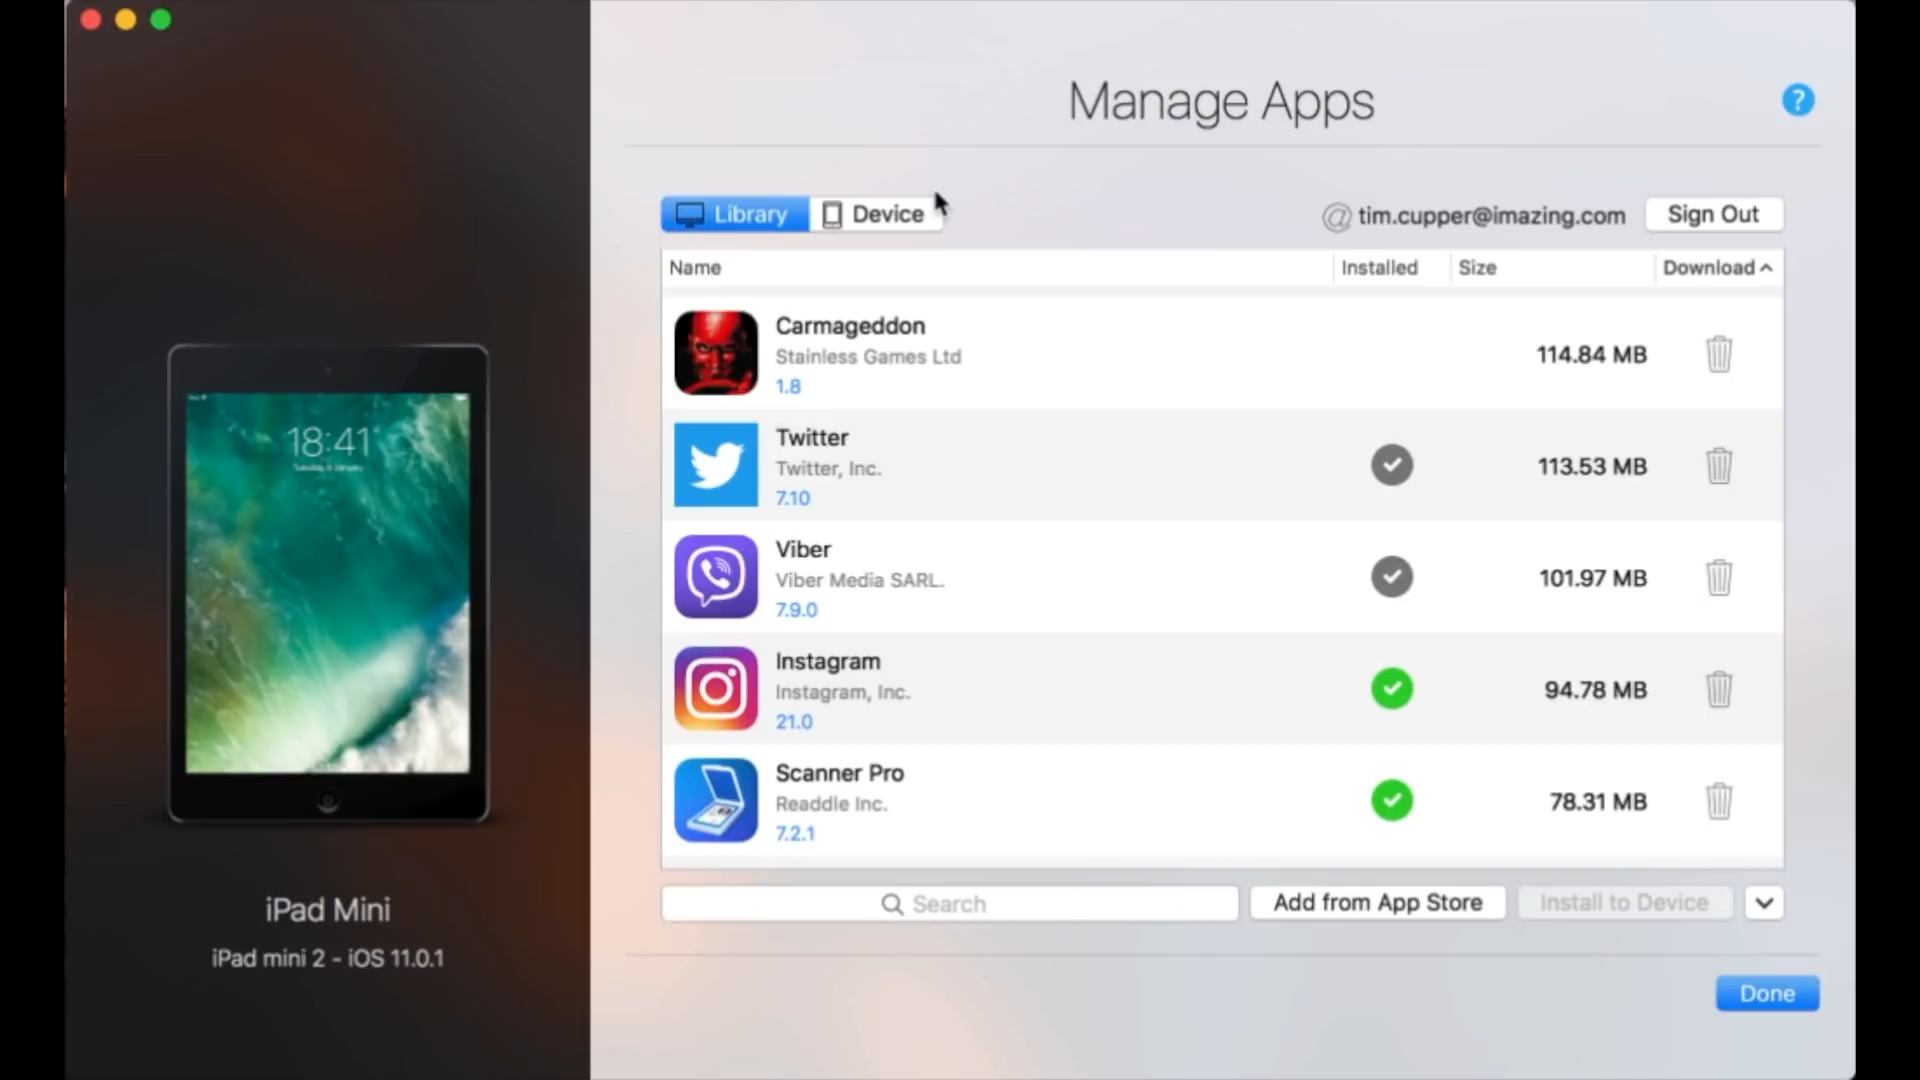 Manage Apps
?
Library
Device
@ tim.cupper@imazing.com
Sign Out
Name
Installed
Size
Download
Carmageddon
Stainless Games Ltd
1.8
114.84 MB
Twitter
Twitter, Inc.
7.10
113.53 MB
Viber
Viber Media SARL.
7.9.0
101.97 MB
Instagram
Instagram, Inc.
21.0
94.78 MB
Scanner Pro
Readdle Inc.
7.2.1
78.31 MB
Search
Add from App Store
Install to Device
Done
18:41
iPad Mini
iPad mini 2 - iOS 11.0.1